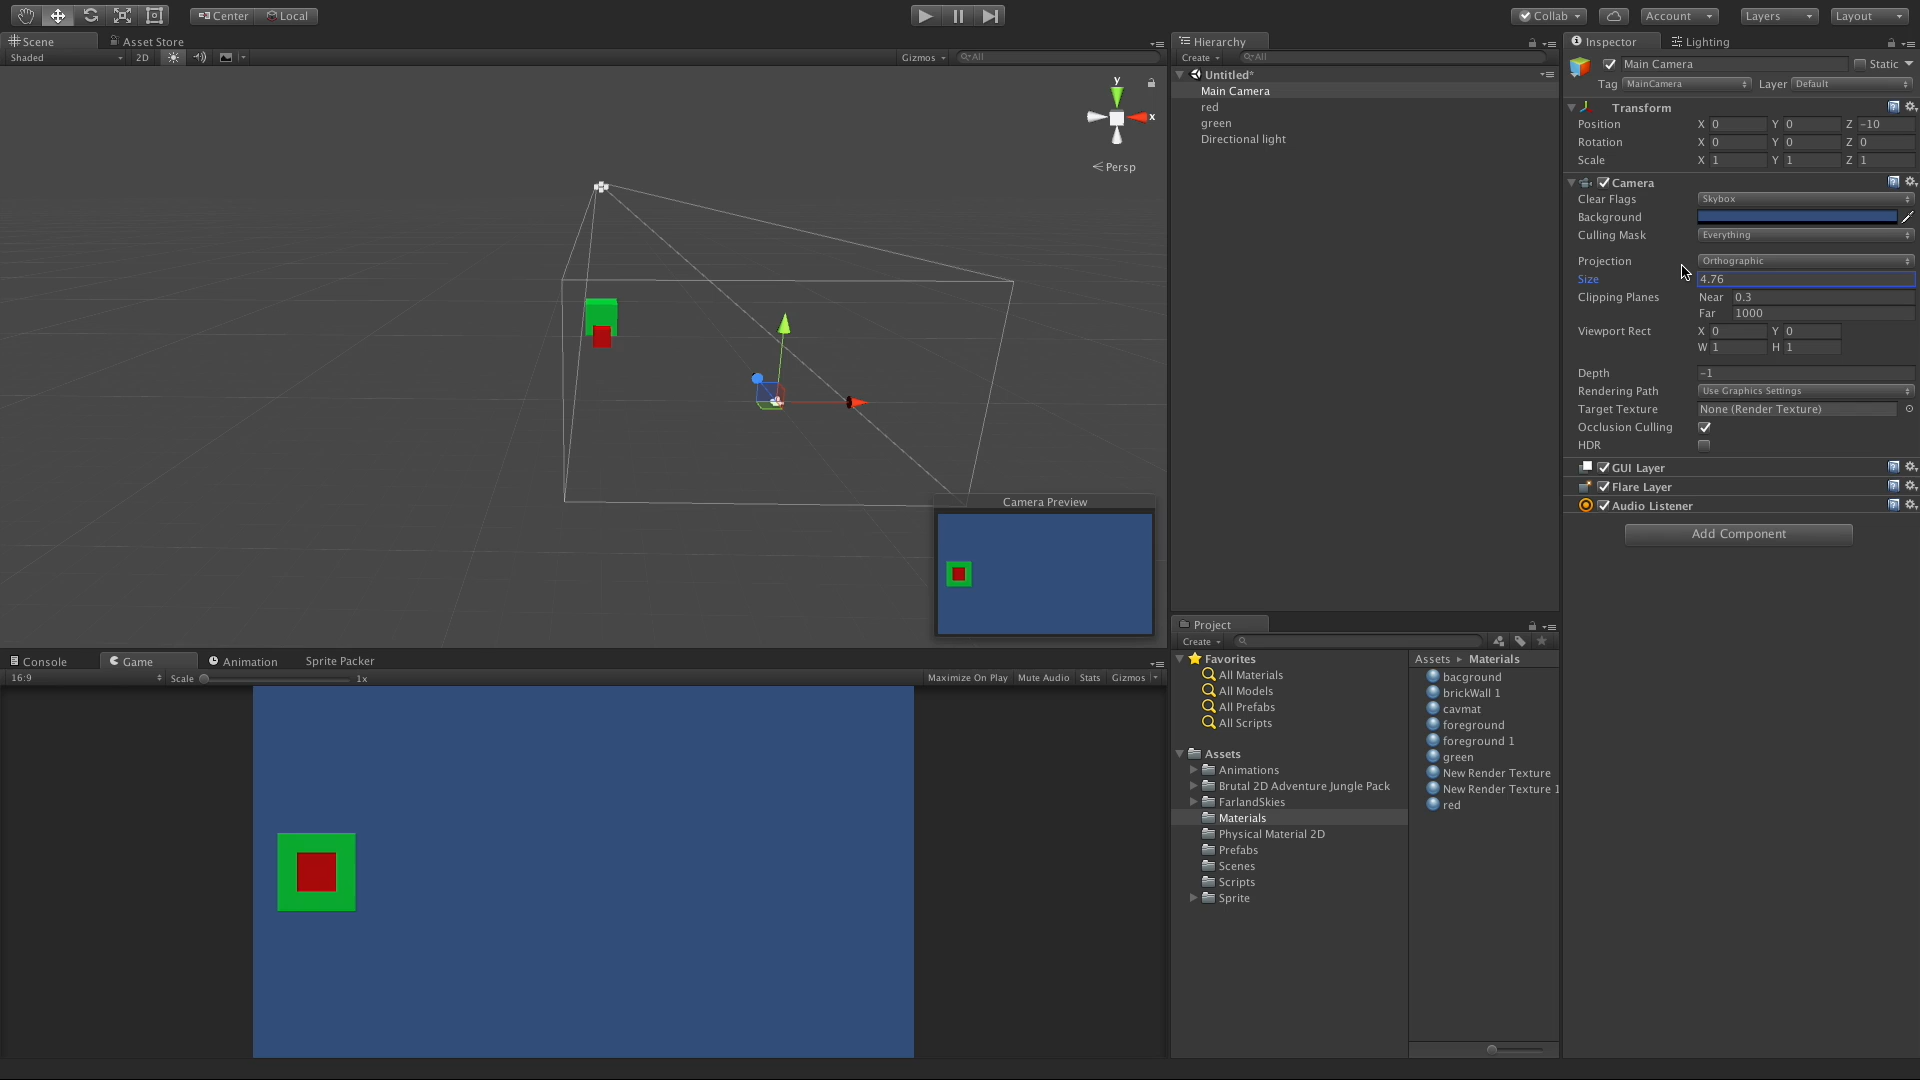 Center Local
Collab Account Layers Layout
Scene Asset Store
Shaded 2D Gizmos All
y
x
Persp
Camera Preview
Console Game Animation Sprite Packer
16:9 Scale 1x Maximize On Play Mute Audio Stats Gizmos
Hierarchy
Create All
Untitled*
Main Camera
red
green
Directional light
Project
Create
Favorites
All Materials
All Models
All Prefabs
All Scripts
Assets
Animations
Brutal 2D Adventure Jungle Pack
FarlandSkies
Materials
Physical Material 2D
Prefabs
Scenes
Scripts
Sprite
Assets ▸ Materials
bacground
brickWall 1
cavmat
foreground
foreground 1
green
New Render Texture
New Render Texture 1
red
Inspector Lighting
Main Camera Static
Tag MainCamera Layer Default
Transform
Position X 0 Y 0 Z -10
Rotation X 0 Y 0 Z 0
Scale X 1 Y 1 Z 1
Camera
Clear Flags Skybox
Background
Culling Mask Everything
Projection Orthographic
Size 4.76
Clipping Planes Near 0.3
Far 1000
Viewport Rect X 0 Y 0
W 1 H 1
Depth -1
Rendering Path Use Graphics Settings
Target Texture None (Render Texture)
Occlusion Culling
HDR
GUI Layer
Flare Layer
Audio Listener
Add Component